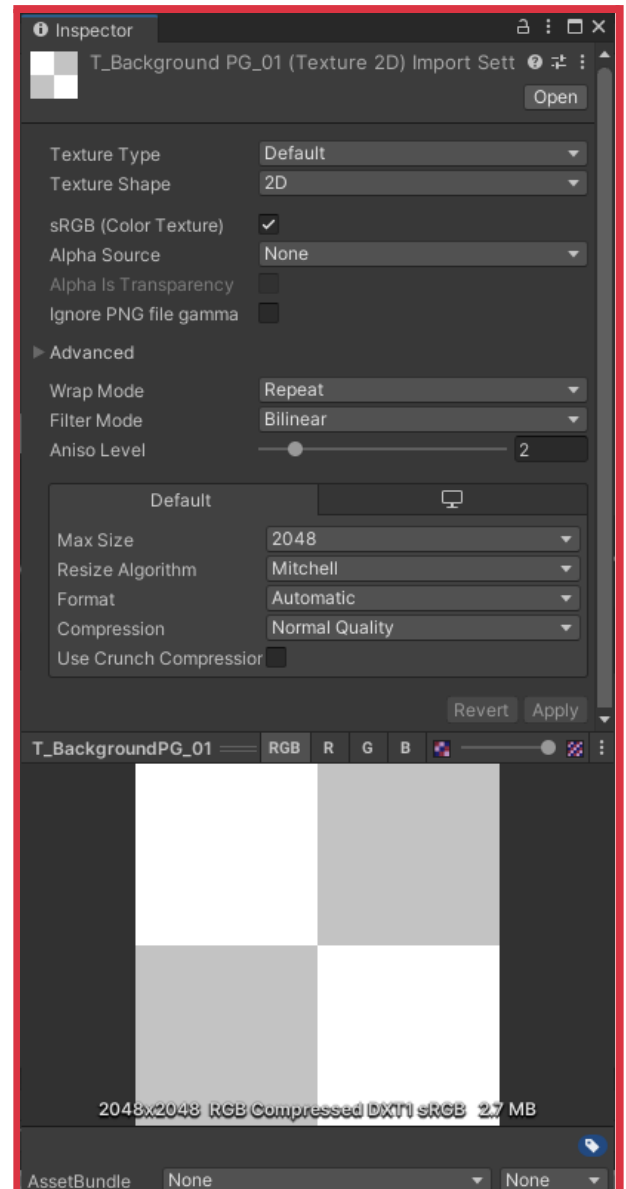 Inspector
T_Background PG_01 (Texture 2D) Import Sett
Open
Texture Type Default
Texture Shape 2D
sRGB (Color Texture)
Alpha Source None
Alpha Is Transparency
Ignore PNG file gamma
Advanced
Wrap Mode Repeat
Filter Mode Bilinear
Aniso Level 2
Default
Max Size 2048
Resize Algorithm Mitchell
Format Automatic
Compression Normal Quality
Use Crunch Compression
Revert Apply
T_BackgroundPG_01 RGB R G B
2048x2048 RGB Compressed DXT1 sRGB 2.7 MB
AssetBundle None None